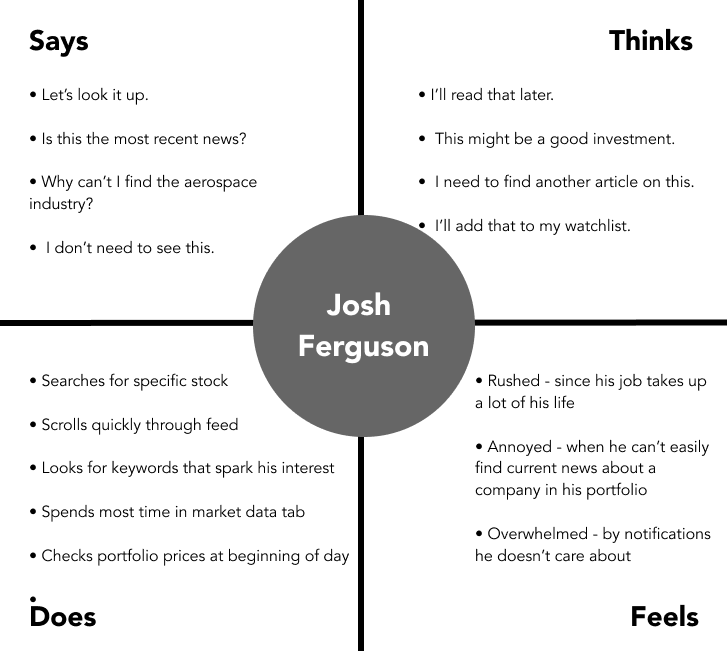 Says
• Let's look it up.
• Is this the most recent news?
• Why can't I find the aerospace
industry?
• I don't need to see this.
Thinks
• I'll read that later.
• This might be a good investment.
• I need to find another article on this.
• I'll add that to my watchlist.
Josh
Ferguson
• Searches for specific stock
• Scrolls quickly through feed
• Looks for keywords that spark his interest
• Spends most time in market data tab
• Checks portfolio prices at beginning of day
•
Does
• Rushed - since his job takes up
a lot of his life
• Annoyed - when he can't easily
find current news about a
company in his portfolio
• Overwhelmed - by notifications
he doesn't care about
Feels